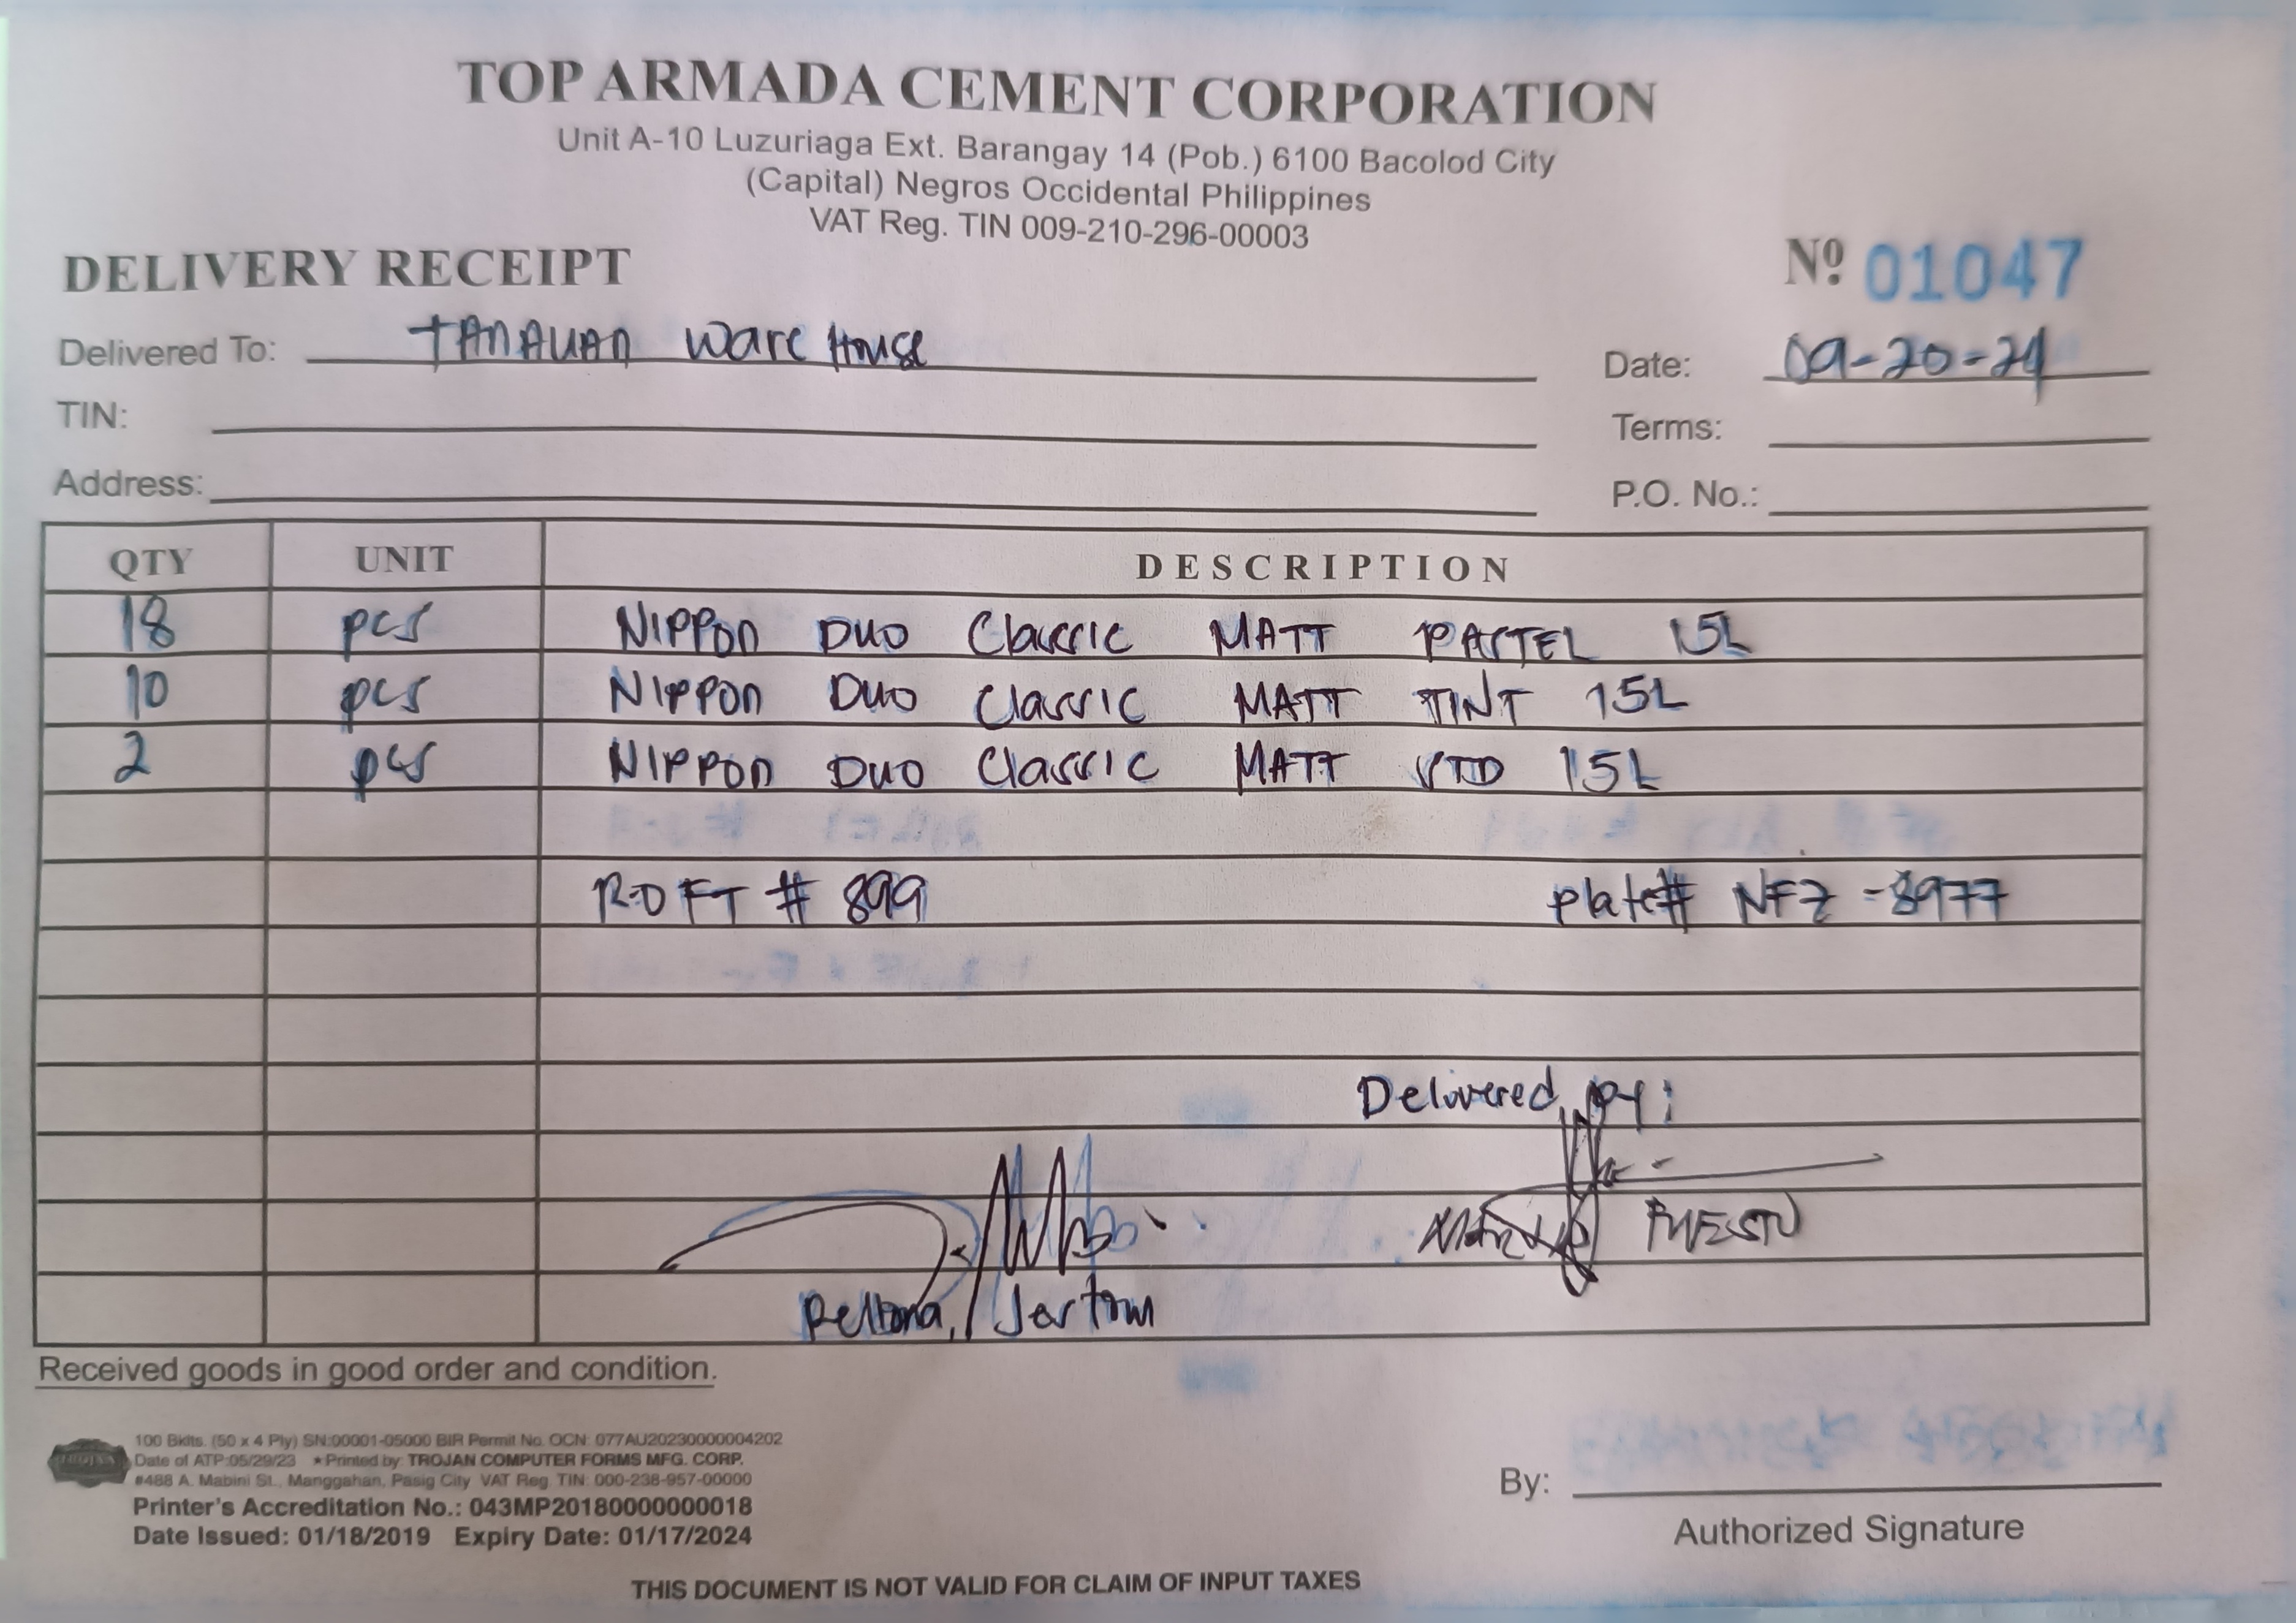 TOP ARMADA CEMENT CORPORATION
Unit A-10 Luzuriaga Ext. Barangay 14 (Pob.) 6100 Bacolod City
(Capital) Negros Occidental Philippines
VAT Reg. TIN 009-210-296-00003
DELIVERY RECEIPT
Nº 01047
Delivered To: TANAUAN Ware House
Date: 09-20-24
TIN:
Terms:
Address:
P.O. No.:
QTY UNIT DESCRIPTION
18 pcs NIPPON DUO Classic MATT PASTEL 15L
10 pcs NIPPON DUO Classic MATT TINT 15L
2 pcs NIPPON DUO Classic MATT STD 15L
R.O FT # 899 plate# NFZ-8977
Delivered by:
PUESTO
Jertom
Received goods in good order and condition.
100 Bklts. (50 x 4 Ply) SN:00001-05000 BIR Permit No. OCN: 077AU20230000004202
Date of ATP:05/29/23 ★Printed by: TROJAN COMPUTER FORMS MFG. CORP.
#488 A. Mabini St., Manggahan, Pasig City VAT Reg. TIN: 000-238-957-00000
Printer's Accreditation No.: 043MP20180000000018
Date Issued: 01/18/2019 Expiry Date: 01/17/2024
By:
Authorized Signature
THIS DOCUMENT IS NOT VALID FOR CLAIM OF INPUT TAXES